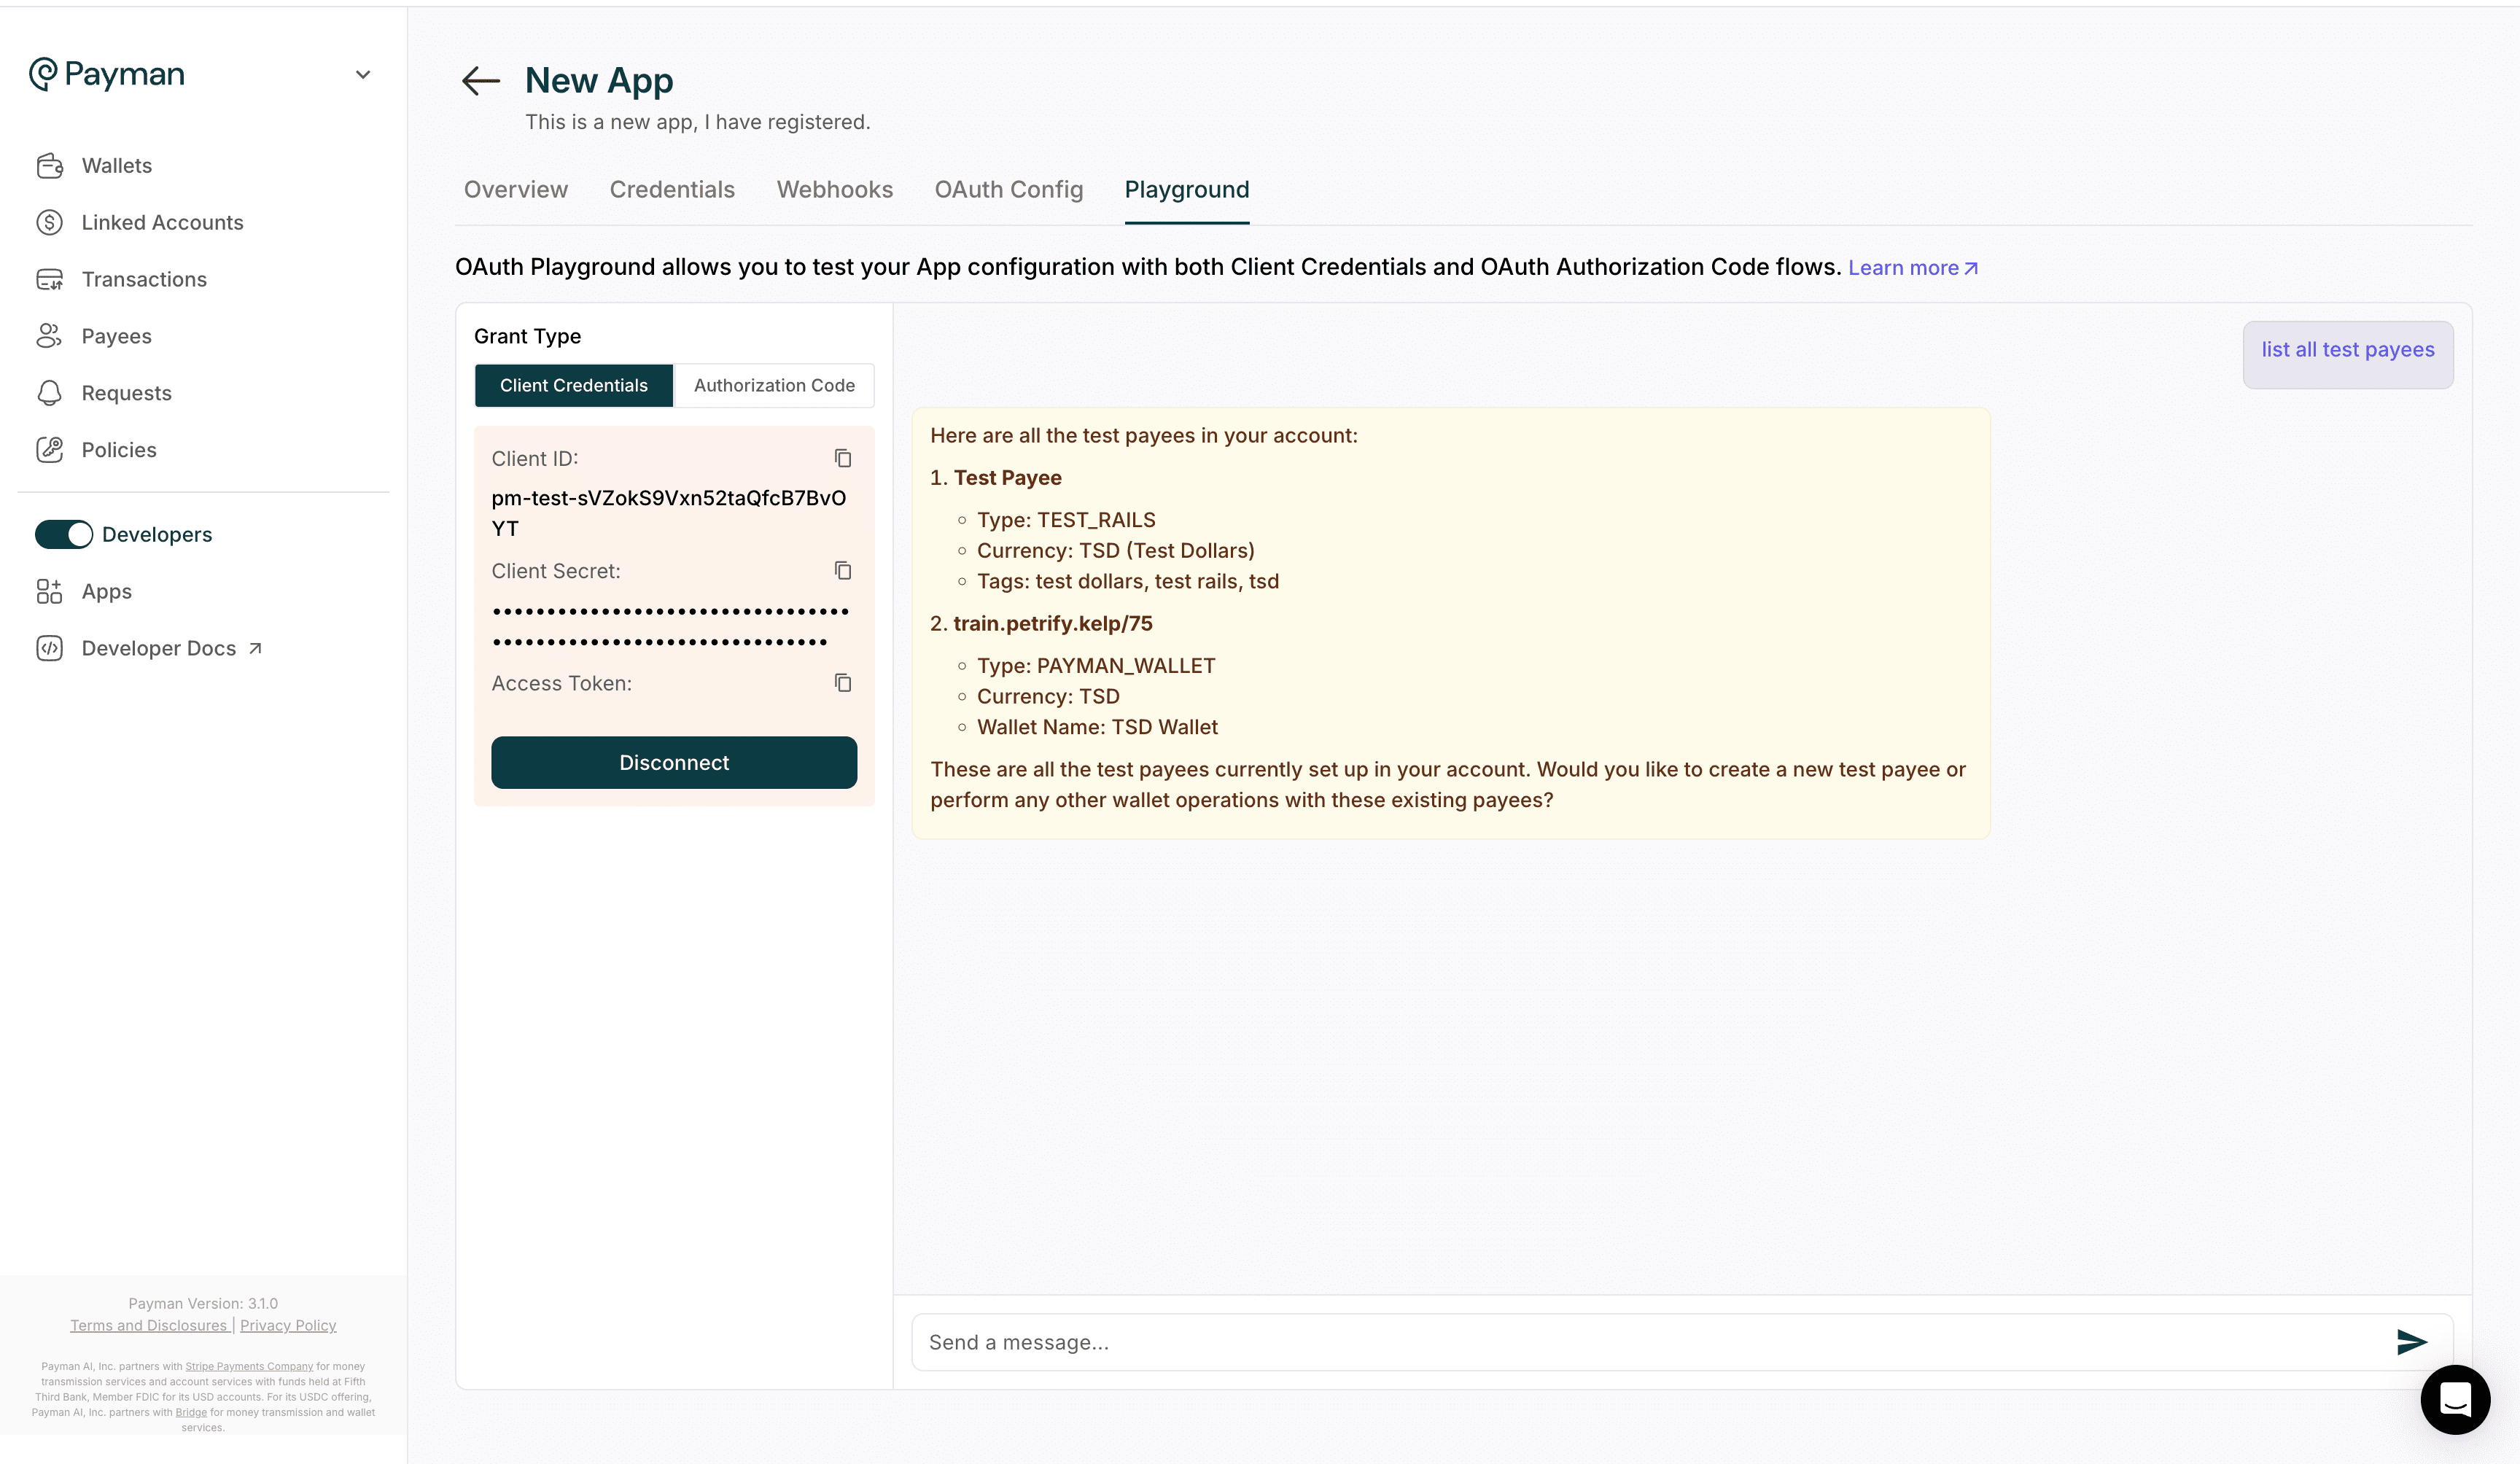 Payman
Wallets
Linked Accounts
Transactions
Payees
Requests
Policies
Developers
Apps
Developer Docs
Payman Version: 3.1.0
Terms and Disclosures | Privacy Policy
Payman AI, Inc. partners with Stripe Payments Company for money
transmission services and account services with funds held at Fifth
Third Bank, Member FDIC for its USD accounts. For its USDC offering,
Payman AI, Inc. partners with Bridge for money transmission and wallet
services.
New App
This is a new app, I have registered.
Overview Credentials Webhooks OAuth Config Playground
OAuth Playground allows you to test your App configuration with both Client Credentials and OAuth Authorization Code flows. Learn more
Grant Type
Client Credentials Authorization Code
Client ID:
pm-test-sVZokS9Vxn52taQfcB7BvO
YT
Client Secret:
•••••••••••••••••••••••••••••••••
•••••••••••••••••••••••••••••••
Access Token:
Disconnect
list all test payees
Here are all the test payees in your account:
1. Test Payee
Type: TEST_RAILS
Currency: TSD (Test Dollars)
Tags: test dollars, test rails, tsd
2. train.petrify.kelp/75
Type: PAYMAN_WALLET
Currency: TSD
Wallet Name: TSD Wallet
These are all the test payees currently set up in your account. Would you like to create a new test payee or
perform any other wallet operations with these existing payees?
Send a message...